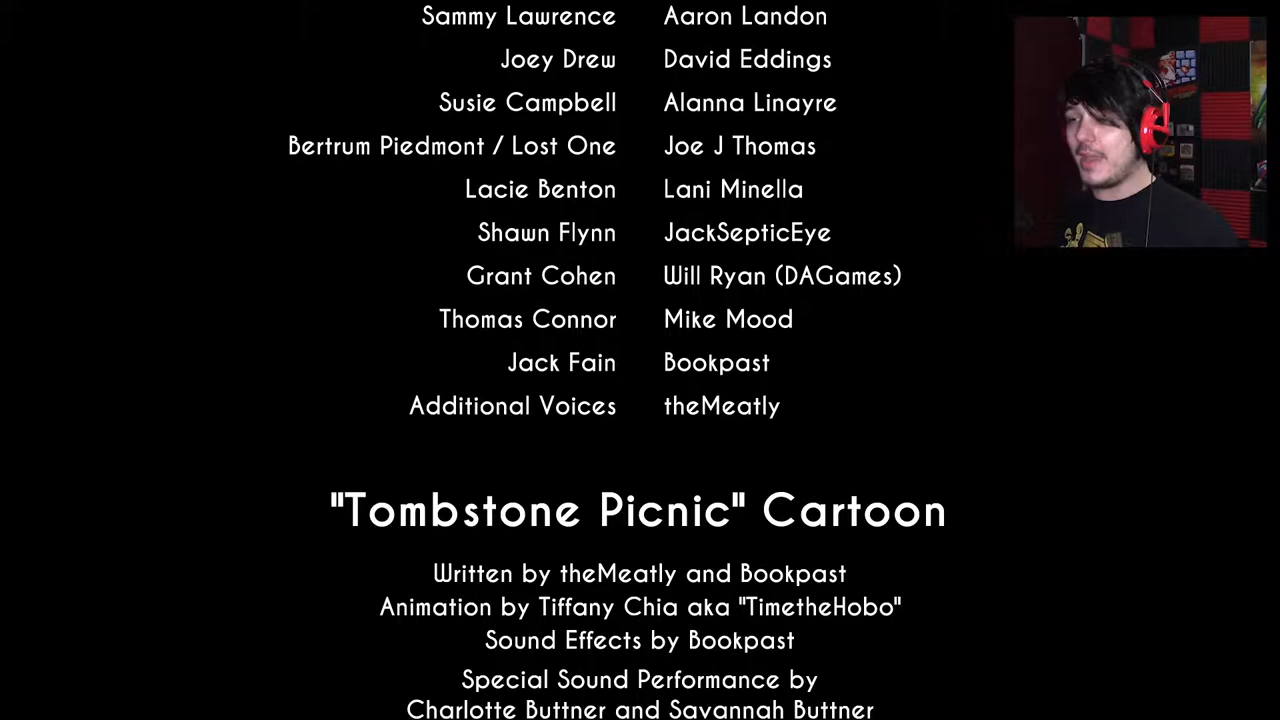 Sammy Lawrence Aaron Landon
Joey Drew David Eddings
Susie Campbell Alanna Linayre
Bertrum Piedmont / Lost One Joe J Thomas
Lacie Benton Lani Minella
Shawn Flynn JackSepticEye
Grant Cohen Will Ryan (DAGames)
Thomas Connor Mike Mood
Jack Fain Bookpast
Additional Voices theMeatly
"Tombstone Picnic" Cartoon
Written by theMeatly and Bookpast
Animation by Tiffany Chia aka "TimetheHobo"
Sound Effects by Bookpast
Special Sound Performance by
Charlotte Buttner and Savannah Buttner